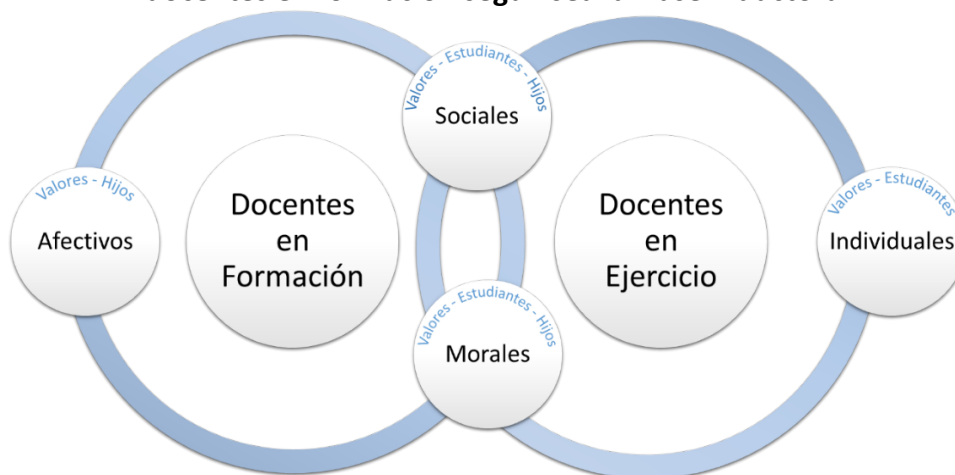 Valores - Estudiantes - Hijos
Sociales
Valores - Hijos
Afectivos
Docentes
en
Formación
Docentes
en
Ejercicio
Valores - Estudiantes
Individuales
Valores - Estudiantes - Hijos
Morales